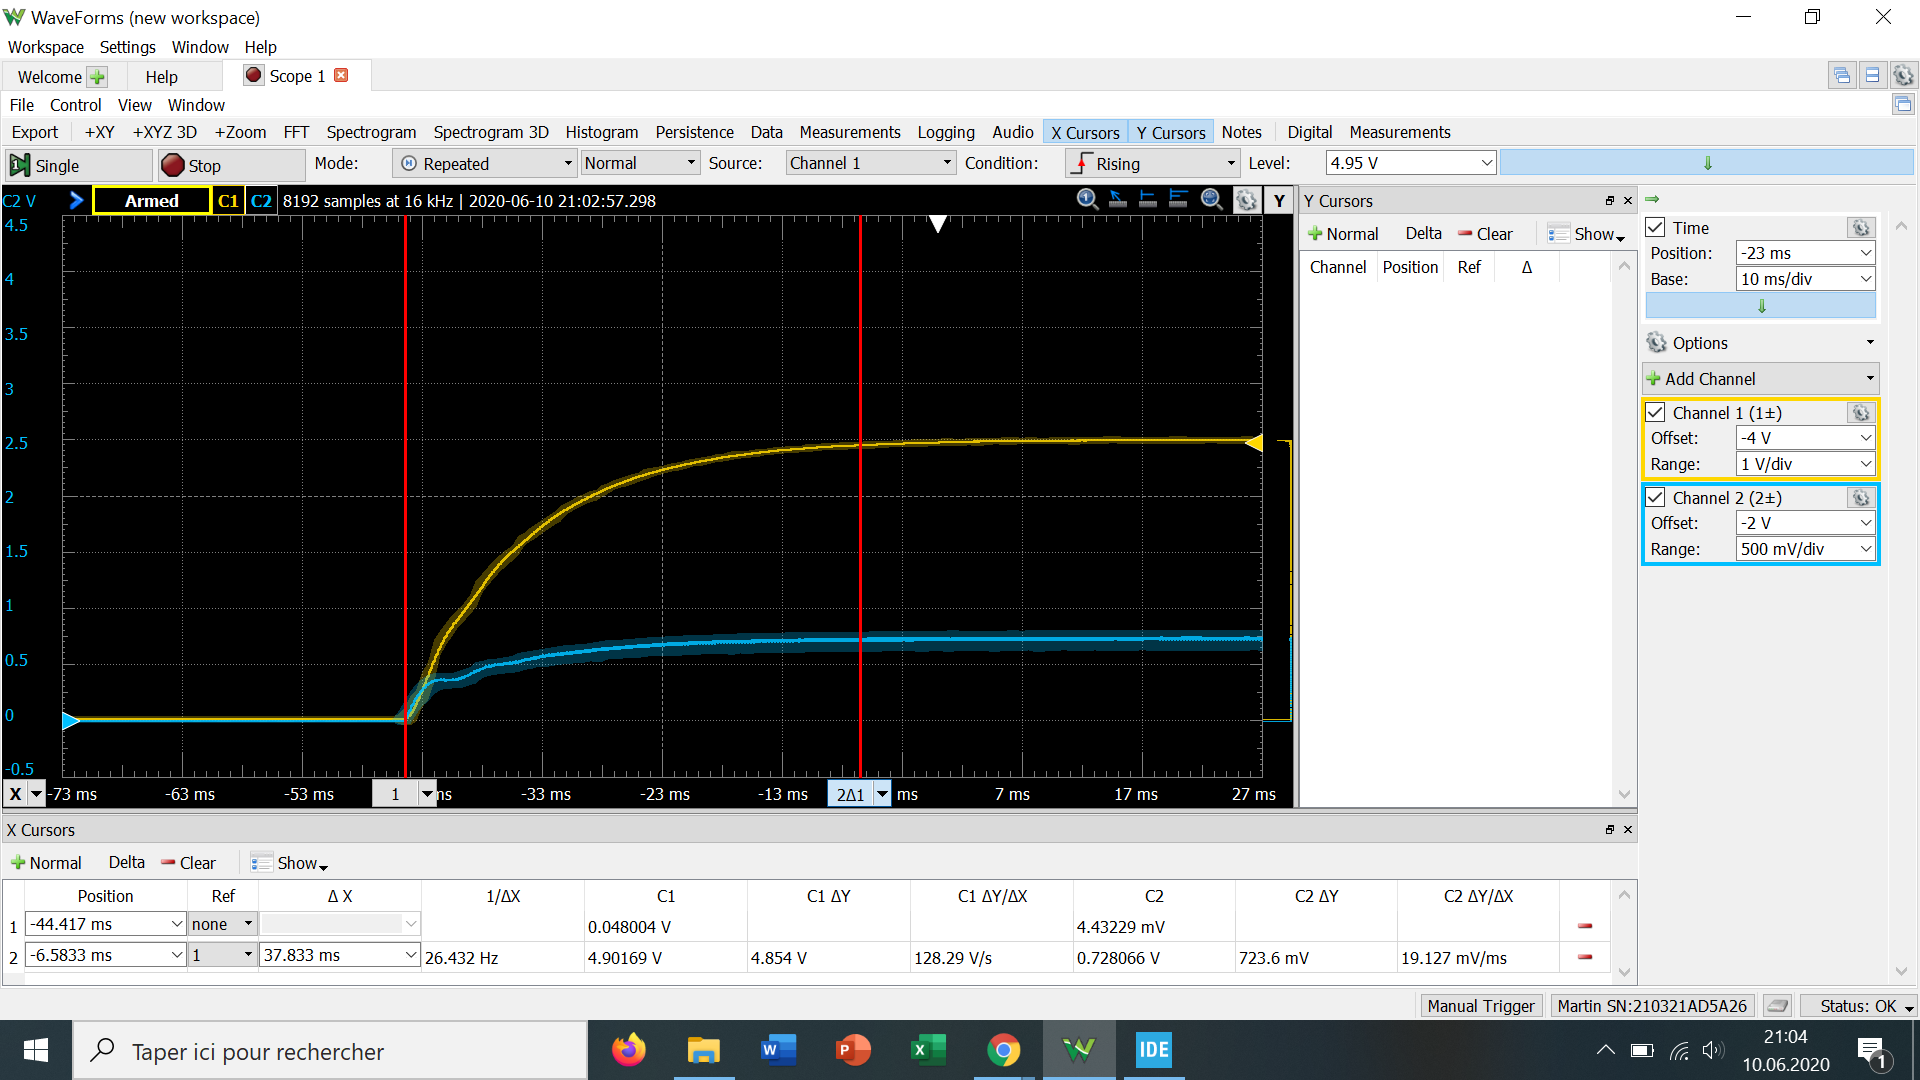 WaveForms (new workspace)
Workspace Settings Window Help
Welcome Help Scope 1
File Control View Window
Export +XY +XYZ 3D +Zoom FFT Spectrogram Spectrogram 3D Histogram Persistence Data Measurements Logging Audio X Cursors Y Cursors Notes Digital Measurements
Single Stop Mode: Repeated Normal Source: Channel 1 Condition: Rising Level: 4.95 V
C2 V Armed C1 C2 8192 samples at 16 kHz | 2020-06-10 21:02:57.298 Y
4.5
4
3.5
3
2.5
2
1.5
1
0.5
0
-0.5
X -73 ms -63 ms -53 ms 1 ms -33 ms -23 ms -13 ms 2Δ1 ms 7 ms 17 ms 27 ms
Y Cursors
Normal Delta Clear Show
Channel Position Ref Δ
Time
Position: -23 ms
Base: 10 ms/div
Options
Add Channel
Channel 1 (1±)
Offset: -4 V
Range: 1 V/div
Channel 2 (2±)
Offset: -2 V
Range: 500 mV/div
X Cursors
Normal Delta Clear Show
Position Ref Δ X 1/ΔX C1 C1 ΔY C1 ΔY/ΔX C2 C2 ΔY C2 ΔY/ΔX
1 -44.417 ms none 0.048004 V 4.43229 mV
2 -6.5833 ms 1 37.833 ms 26.432 Hz 4.90169 V 4.854 V 128.29 V/s 0.728066 V 723.6 mV 19.127 mV/ms
Manual Trigger Martin SN:210321AD5A26 Status: OK
Taper ici pour rechercher
IDE
21:04
10.06.2020
1